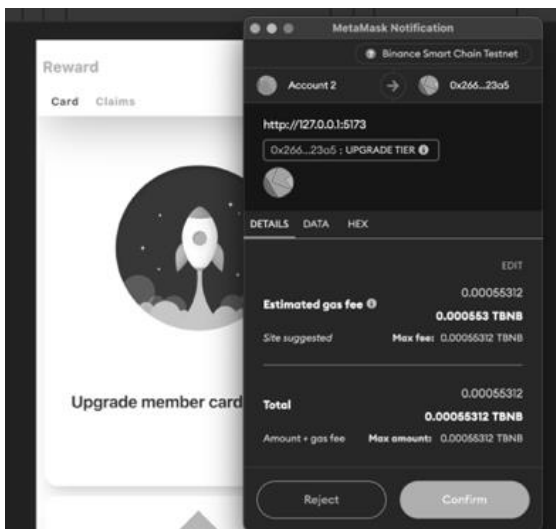 Reward
Card Claims
Upgrade member card
MetaMask Notification
Binance Smart Chain Testnet
Account 2 0x266...23a5
http://127.0.0.1:5173
0x266...23a5 : UPGRADE TIER
DETAILS DATA HEX
EDIT
0.00055312
Estimated gas fee 0.000553 TBNB
Site suggested Max fee: 0.00055312 TBNB
0.00055312
Total 0.00055312 TBNB
Amount + gas fee Max amount: 0.00055312 TBNB
Reject Confirm